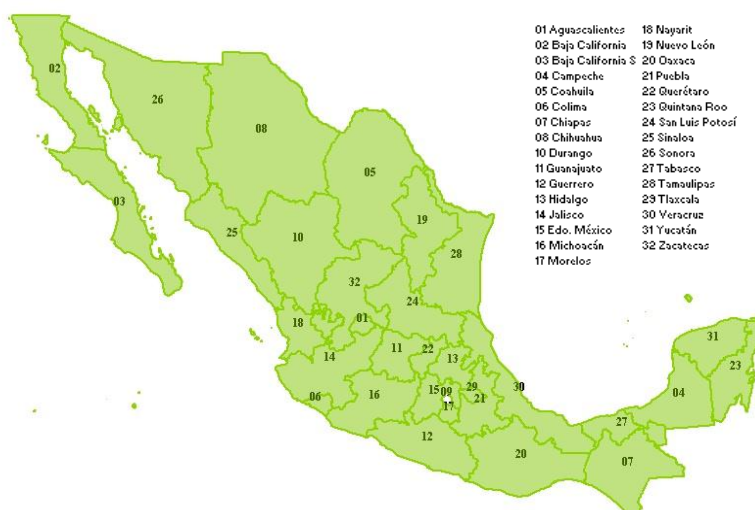 01 Aguascalientes
02 Baja California
03 Baja California S
04 Campeche
05 Coahuila
06 Colima
07 Chiapas
08 Chihuahua
10 Durango
11 Guanajuato
12 Guerrero
13 Hidalgo
14 Jalisco
15 Edo. México
16 Michoacán
17 Morelos
18 Nayarit
19 Nuevo León
20 Oaxaca
21 Puebla
22 Querétaro
23 Quintana Roo
24 San Luis Potosí
25 Sinaloa
26 Sonora
27 Tabasco
28 Tamaulipas
29 Tlaxcala
30 Veracruz
31 Yucatán
32 Zacatecas
02
26
08
05
03
19
25
10
28
32
24
18
01
14
11
22
13
31
23
06
16
15
09
17
29
21
30
04
27
12
20
07